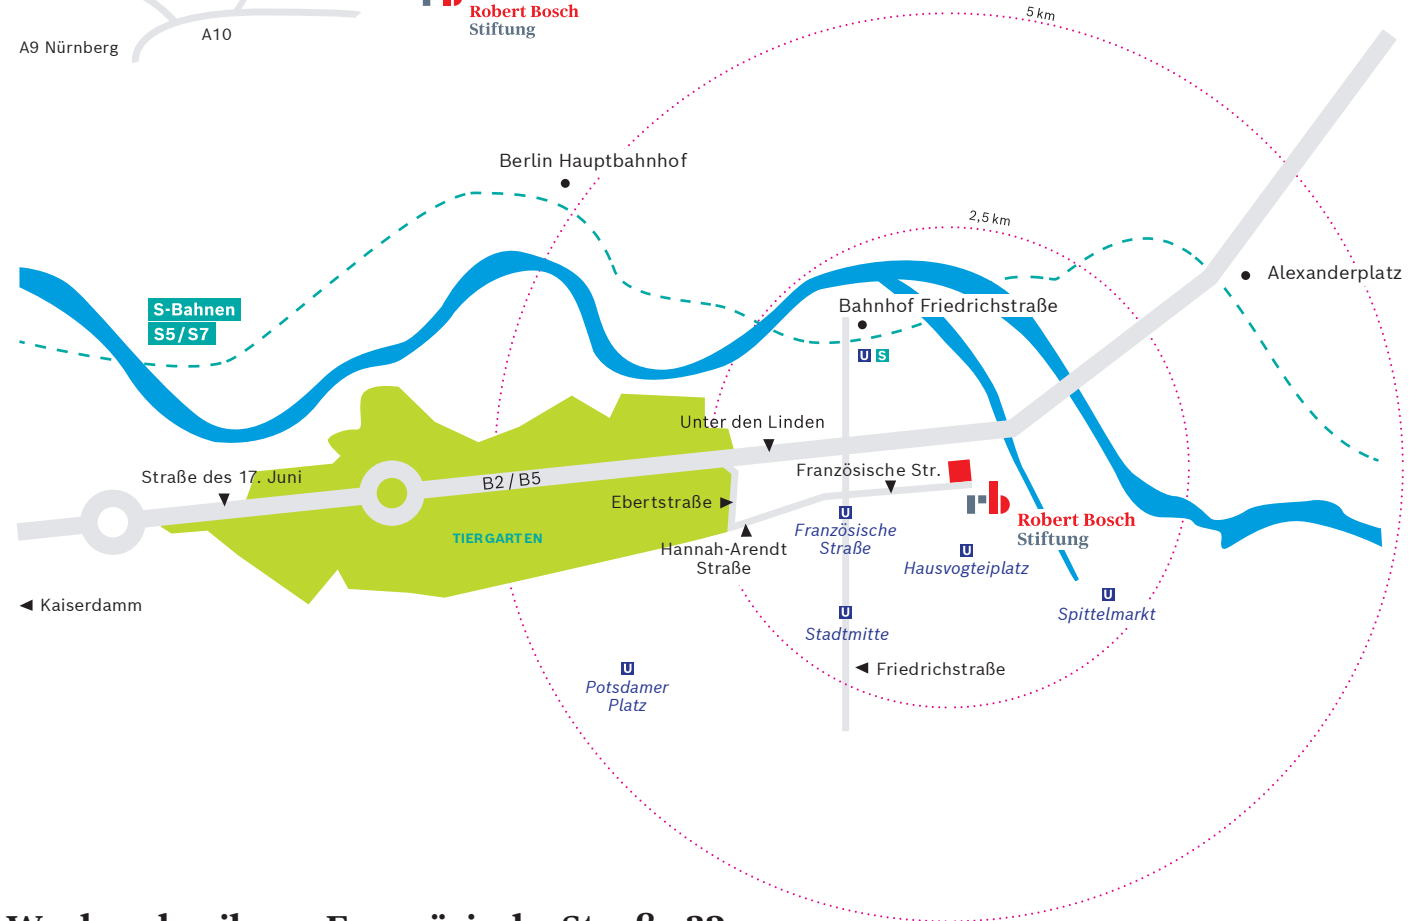 A9 Nürnberg
A10
Robert Bosch
Stiftung
5 km
Berlin Hauptbahnhof
2,5 km
Alexanderplatz
S-Bahnen
S5/S7
Bahnhof Friedrichstraße
U S
Unter den Linden
Straße des 17. Juni
B2 / B5
Französische Str.
Ebertstraße
TIERGARTEN
Hannah-Arendt
Straße
U
Französische
Straße
Robert Bosch
Stiftung
U
Hausvogteiplatz
Kaiserdamm
U
Stadtmitte
U
Spittelmarkt
Friedrichstraße
U
Potsdamer
Platz